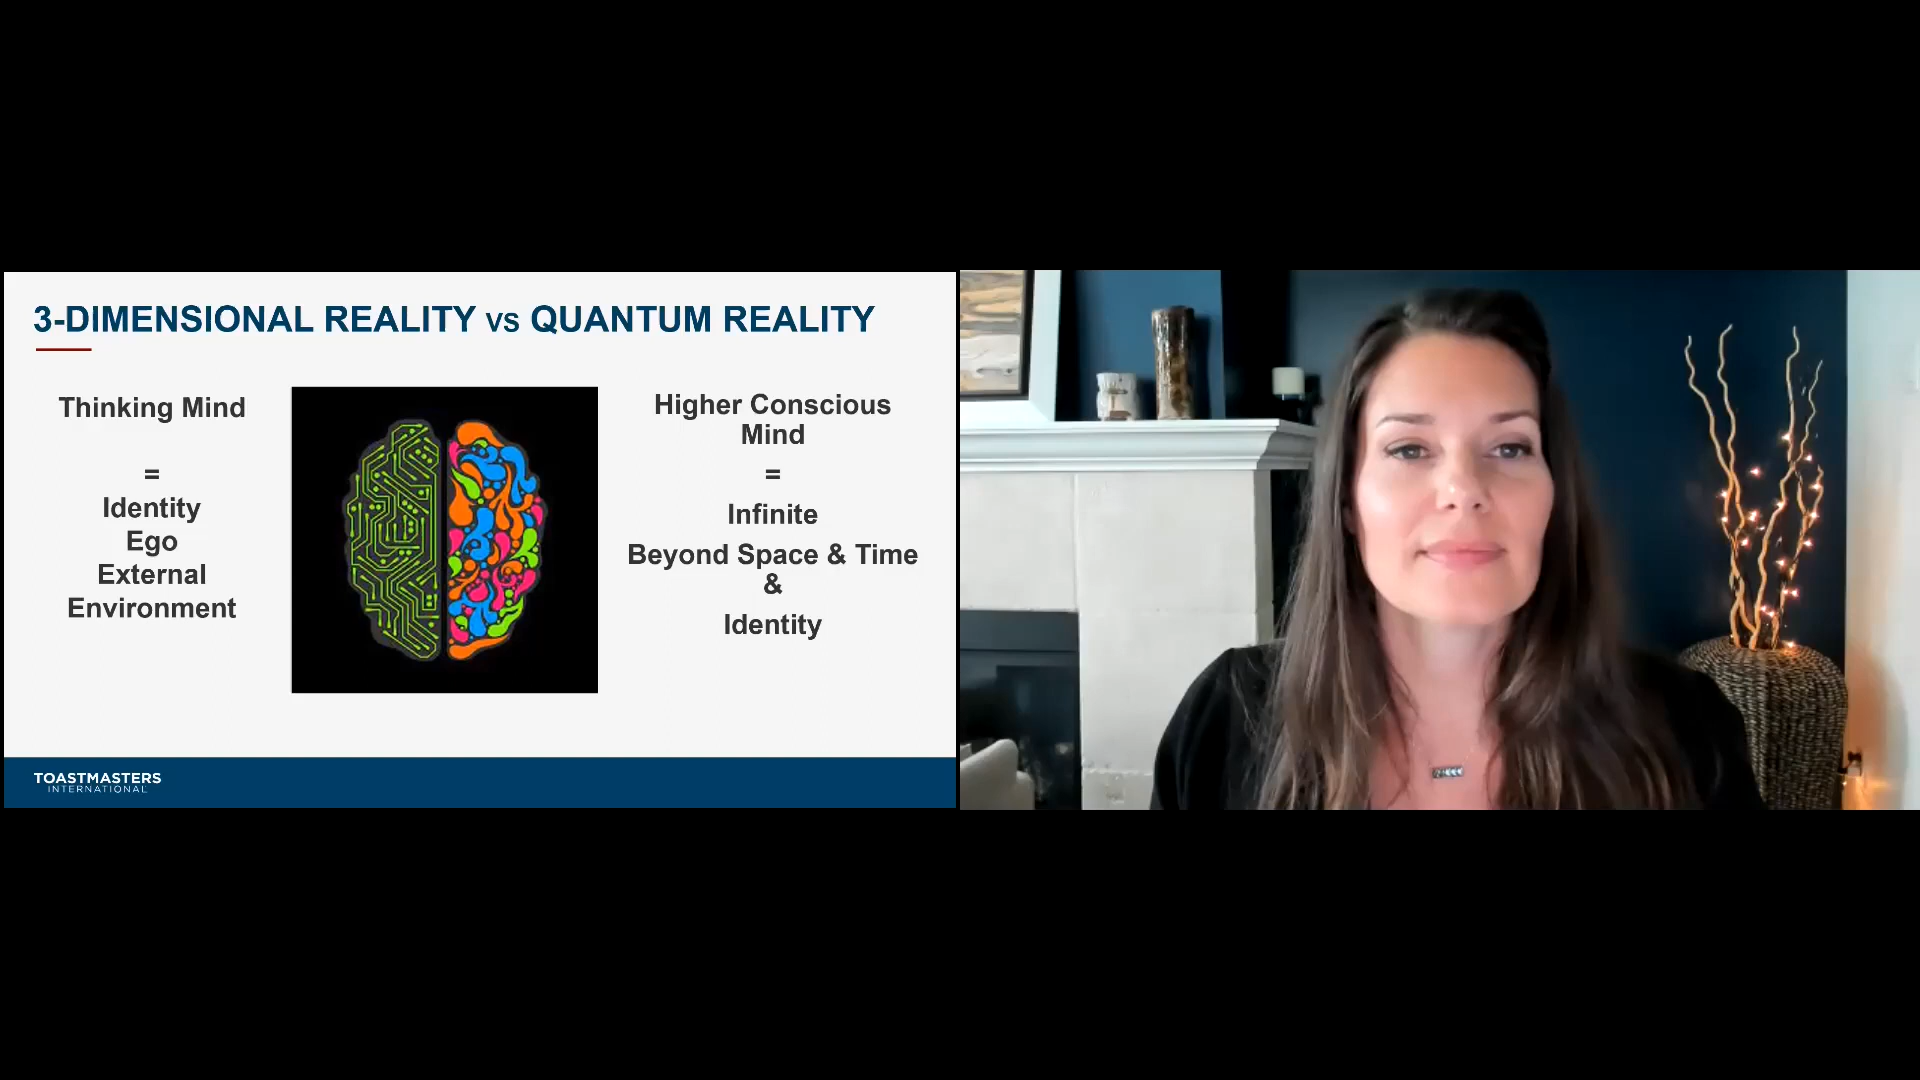 3-DIMENSIONAL REALITY VS QUANTUM REALITY
Thinking Mind
=
Identity
Ego
External
Environment
Higher Conscious
Mind
=
Infinite
Beyond Space & Time
&
Identity
TOASTMASTERS
INTERNATIONAL